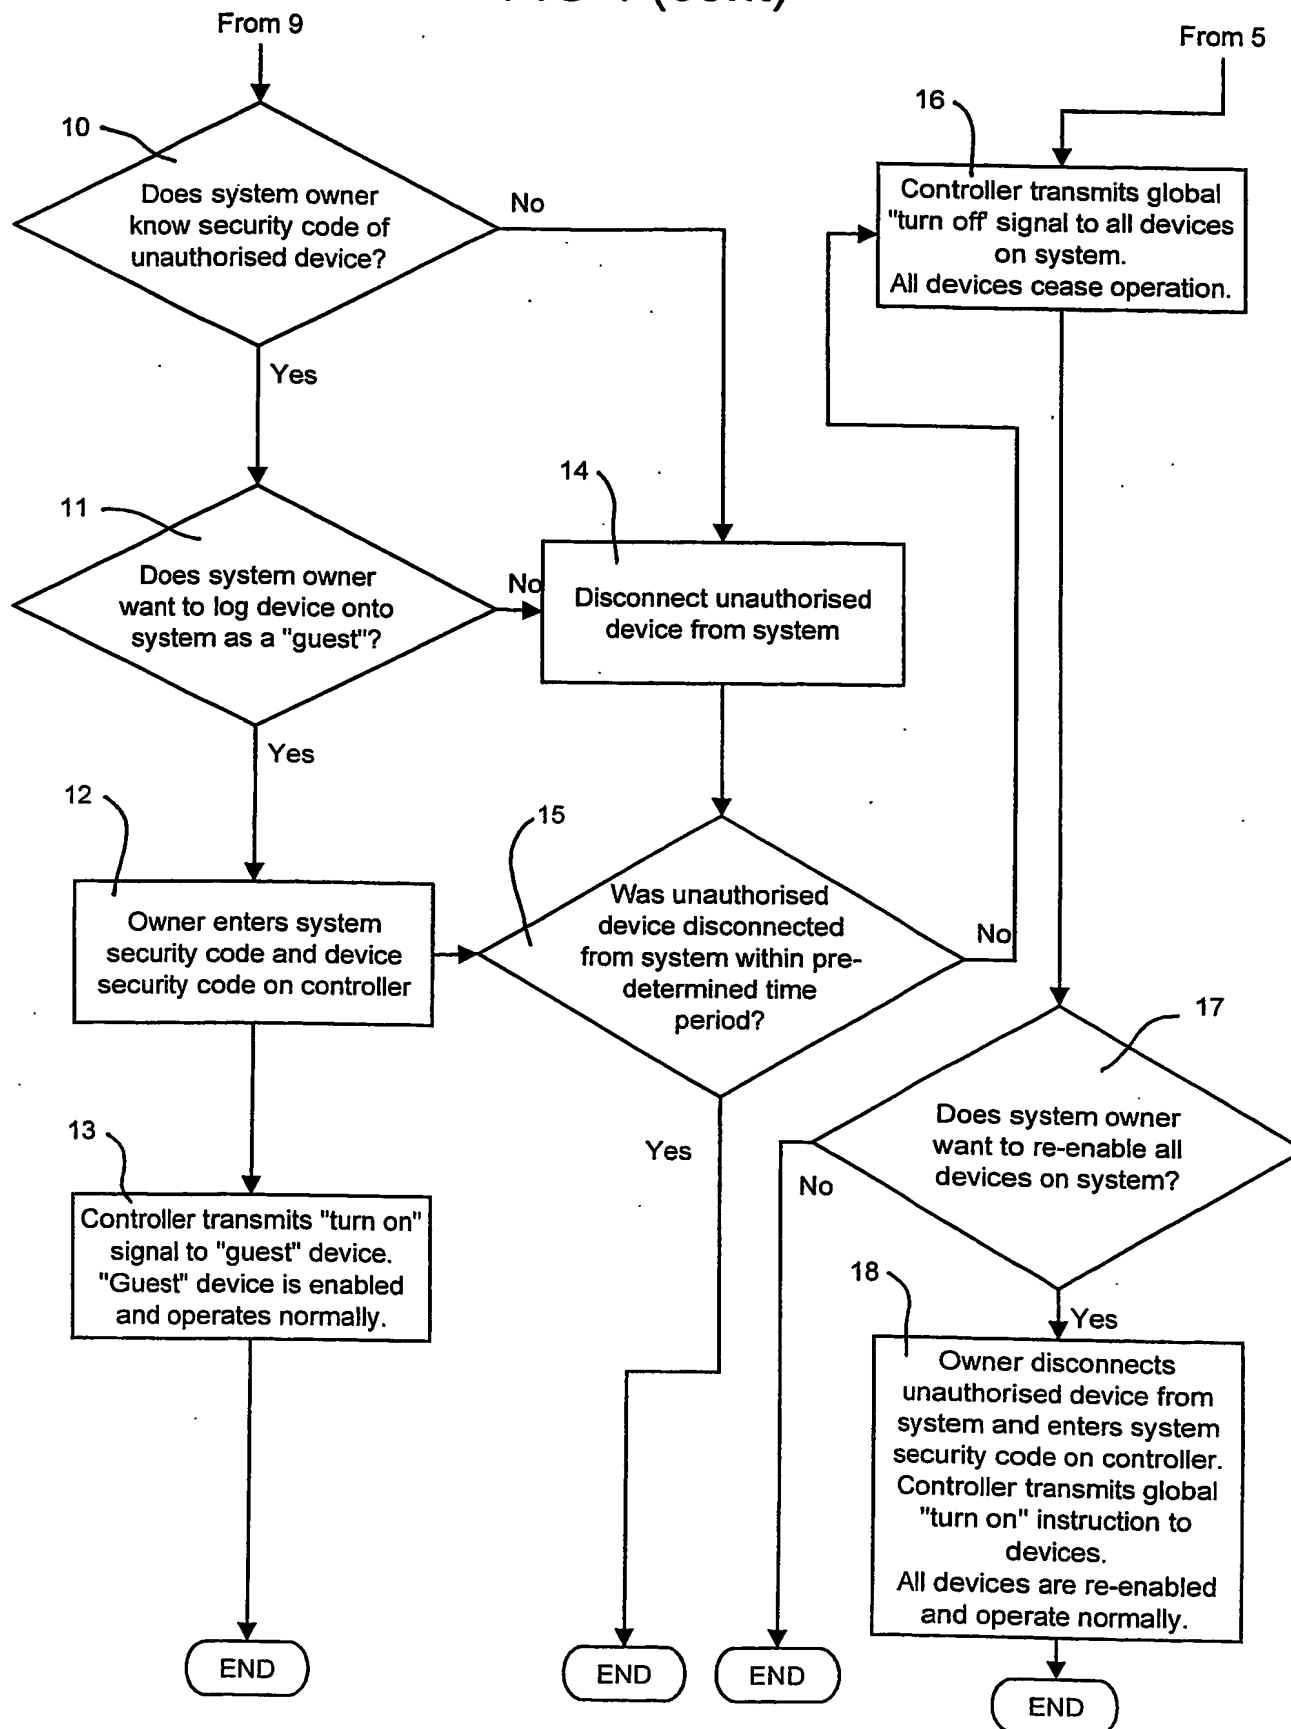 From 9
From 5
10
Does system owner
know security code of
unauthorised device?
No
Yes
16
Controller transmits global
"turn off' signal to all devices
on system.
All devices cease operation.
11
Does system owner
want to log device onto
system as a "guest"?
No
Yes
14
Disconnect unauthorised
device from system
12
Owner enters system
security code and device
security code on controller
15
Was unauthorised
device disconnected
from system within pre-
determined time
period?
No
Yes
13
Controller transmits "turn on"
signal to "guest" device.
"Guest" device is enabled
and operates normally.
17
Does system owner
want to re-enable all
devices on system?
No
Yes
18
Owner disconnects
unauthorised device from
system and enters system
security code on controller.
Controller transmits global
"turn on" instruction to
devices.
All devices are re-enabled
and operate normally.
END
END
END
END